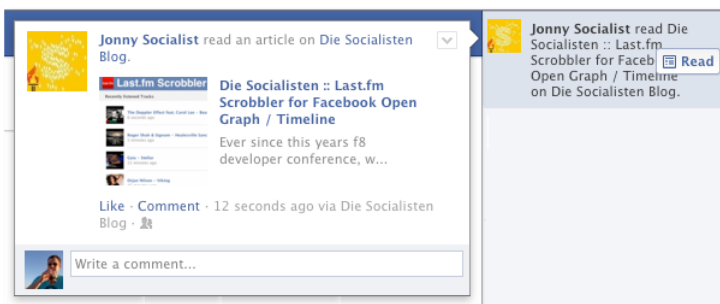 Jonny Socialist read an article on Die Socialisten
Blog.
Last.fm Scrobbler
Recently listened Tracks
Die Socialisten :: Last.fm
Scrobbler for Facebook Open
Graph / Timeline
Ever since this years f8
developer conference, w...
Like · Comment · 12 seconds ago via Die Socialisten
Blog ·
Write a comment...
Jonny Socialist read Die
Socialisten :: Last.fm
Scrobbler for Faceb
Open Graph / Timeline
on Die Socialisten Blog.
Read